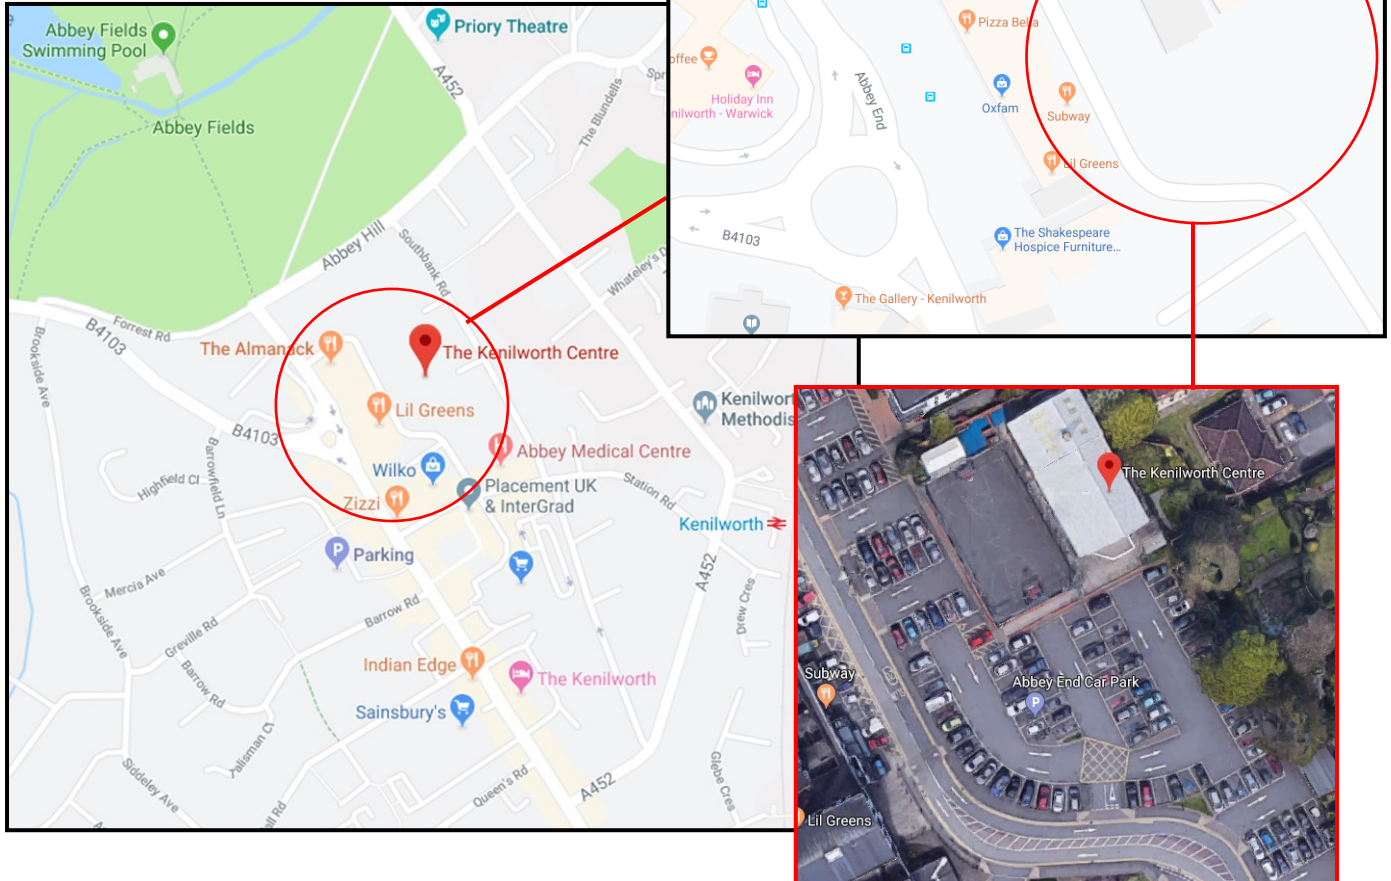 Abbey Fields
Swimming Pool
Priory Theatre
A452
Spr
The Blundells
Abbey Fields
Abbey Hill
Southbank Rd
Whateley's D
B4103
Forrest Rd
Brookside Ave
The Almanack
The Kenilworth Centre
Lil Greens
Kenilwort
Methodis
B4103
Barrowfield Ln
Highfield Cl
Wilko
Abbey Medical Centre
Zizzi
Placement UK
& InterGrad
Station Rd
Kenilworth
P
Parking
A452
Mercia Ave
Brookside Ave
Barrow Rd
Drew Cres
Greville Rd
Barrow Rd
Indian Edge
The Kenilworth
Sainsbury's
Talisman Ct
Siddeley Ave
Queen's Rd
A452
Glebe Cres
all Rd
Pizza Bella
offee
Holiday Inn
nilworth - Warwick
Abbey End
Oxfam
Subway
Lil Greens
B4103
The Shakespeare
Hospice Furniture...
The Gallery - Kenilworth
The Kenilworth Centre
Subway
Abbey End Car Park
P
Lil Greens